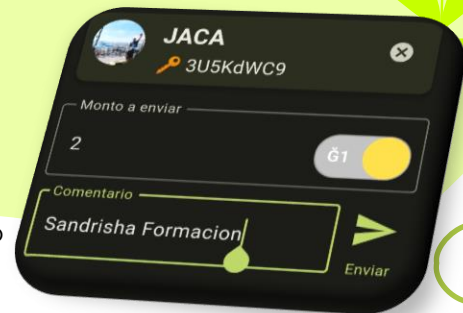 JACA
3U5KdWC9
Monto a enviar
2
Ğ1
Comentario
Sandrisha Formacion
Enviar